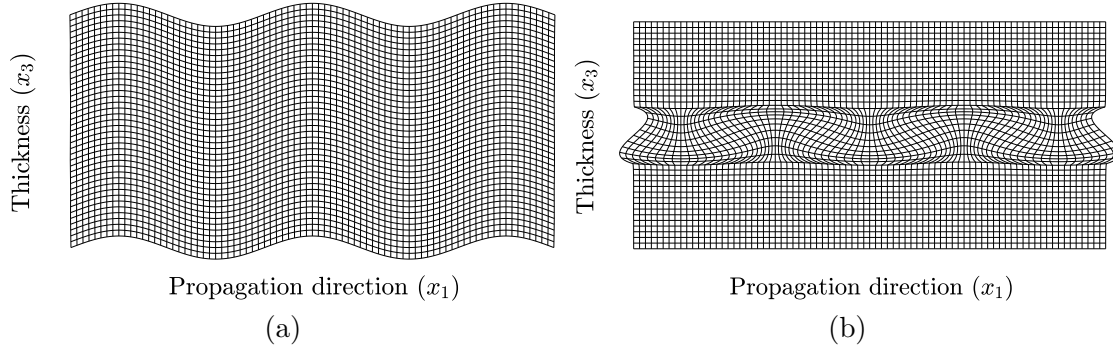 Thickness (x₃)
Propagation direction (x₁)
(a)
Thickness (x₃)
Propagation direction (x₁)
(b)